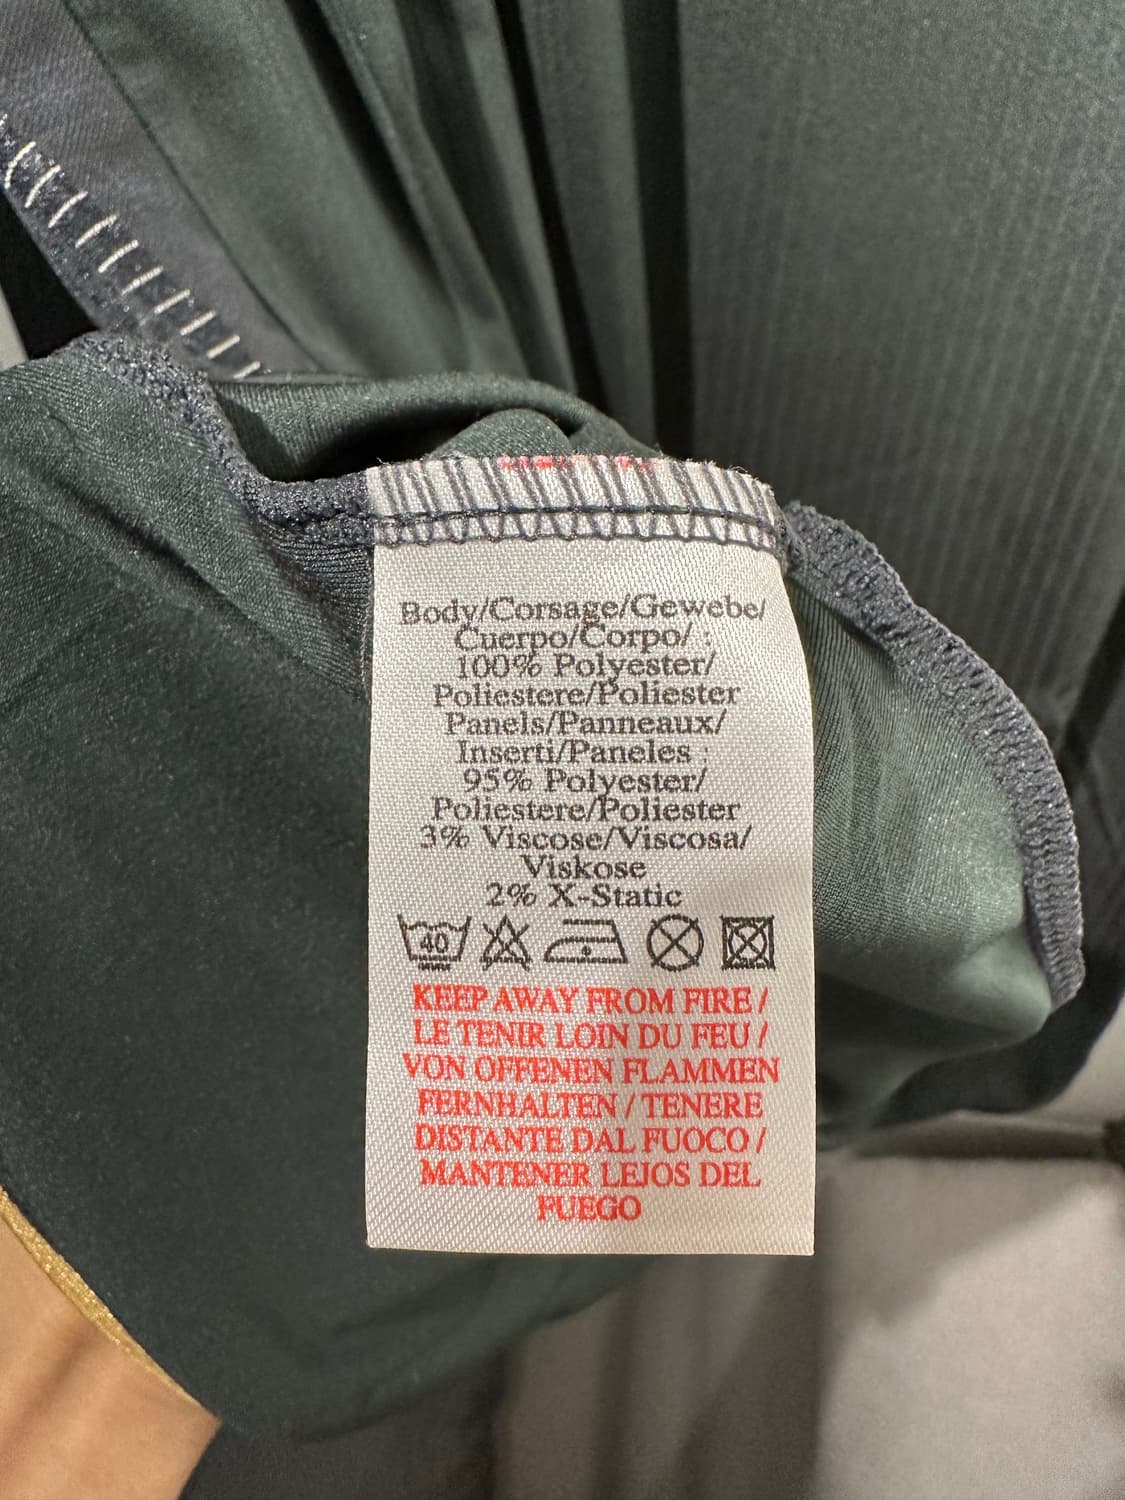 Body/Corsage/Gewebe/
Cuerpo/Corpo/ :
100% Polyester/
Poliestere/Poliester
Panels/Panneaux/
Inserti/Paneles :
95% Polyester/
Poliestere/Poliester
3% Viscose/Viscosa/
Viskose
2% X-Static
40
KEEP AWAY FROM FIRE /
LE TENIR LOIN DU FEU /
VON OFFENEN FLAMMEN
FERNHALTEN / TENERE
DISTANTE DAL FUOCO /
MANTENER LEJOS DEL
FUEGO